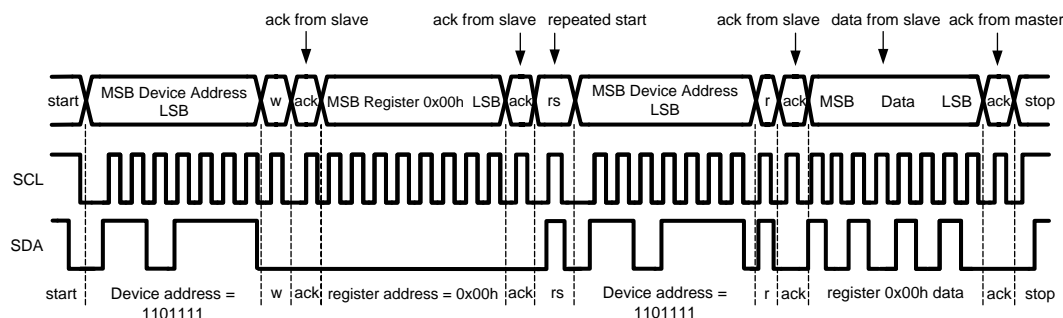 ack from slave
ack from slave
repeated start
ack from slave
data from slave
ack from master
start
MSB Device Address
LSB
w
ack
MSB Register 0x00h LSB
ack
rs
MSB Device Address
LSB
r
ack
MSB Data LSB
ack
stop
SCL
SDA
start
Device address =
1101111
w
ack
register address = 0x00h
ack
rs
Device address =
1101111
r
ack
register 0x00h data
ack
stop